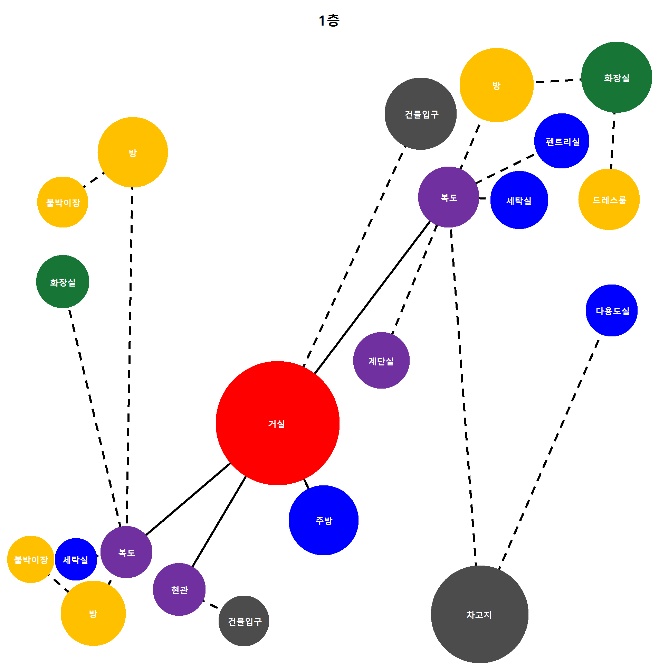 1층
화장실
방
건물입구
펜트리실
방
복도
세탁실
드레스룸
붙박이장
화장실
다용도실
계단실
거실
주방
복도
붙박이장
세탁실
현관
방
건물입구
차고지